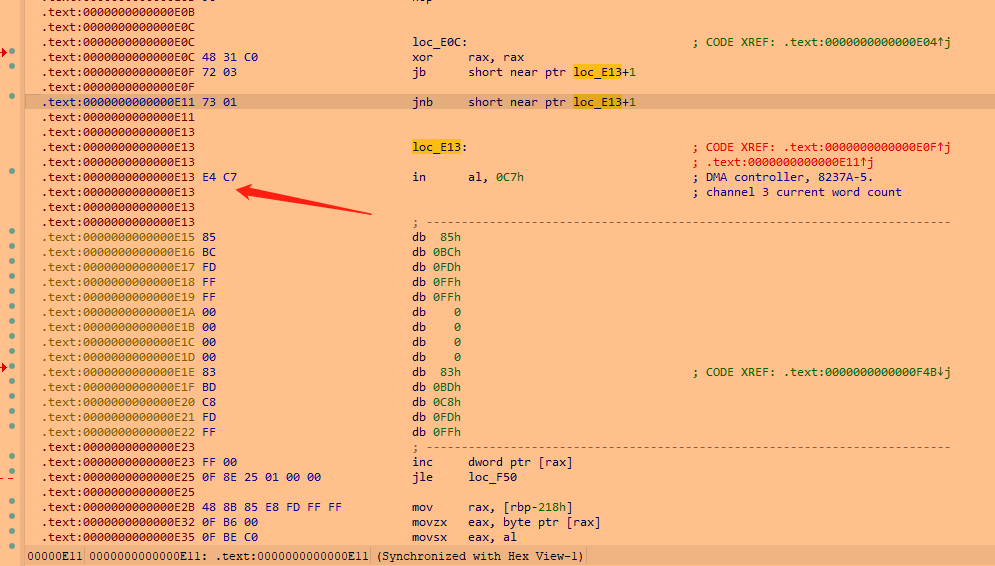 .text:0000000000000E0B
.text:0000000000000E0C
.text:0000000000000E0C loc_E0C: ; CODE XREF: .text:0000000000000E04↑j
.text:0000000000000E0C 48 31 C0 xor rax, rax
.text:0000000000000E0F 72 03 jb short near ptr loc_E13+1
.text:0000000000000E0F
.text:0000000000000E11 73 01 jnb short near ptr loc_E13+1
.text:0000000000000E11
.text:0000000000000E13
.text:0000000000000E13 loc_E13: ; CODE XREF: .text:0000000000000E0F↑j
.text:0000000000000E13 ; .text:0000000000000E11↑j
.text:0000000000000E13 E4 C7 in al, 0C7h ; DMA controller, 8237A-5.
.text:0000000000000E13 ; channel 3 current word count
.text:0000000000000E13
.text:0000000000000E13 ; ---------------------------------------------------------------------------
.text:0000000000000E15 85 db 85h
.text:0000000000000E16 BC db 0BCh
.text:0000000000000E17 FD db 0FDh
.text:0000000000000E18 FF db 0FFh
.text:0000000000000E19 FF db 0FFh
.text:0000000000000E1A 00 db 0
.text:0000000000000E1B 00 db 0
.text:0000000000000E1C 00 db 0
.text:0000000000000E1D 00 db 0
.text:0000000000000E1E 83 db 83h ; CODE XREF: .text:0000000000000F4B↓j
.text:0000000000000E1F BD db 0BDh
.text:0000000000000E20 C8 db 0C8h
.text:0000000000000E21 FD db 0FDh
.text:0000000000000E22 FF db 0FFh
.text:0000000000000E23 ; ---------------------------------------------------------------------------
.text:0000000000000E23 FF 00 inc dword ptr [rax]
.text:0000000000000E25 0F 8E 25 01 00 00 jle loc_F50
.text:0000000000000E25
.text:0000000000000E2B 48 8B 85 E8 FD FF FF mov rax, [rbp-218h]
.text:0000000000000E32 0F B6 00 movzx eax, byte ptr [rax]
.text:0000000000000E35 0F BE C0 movsx eax, al
00000E11 0000000000000E11: .text:0000000000000E11 (Synchronized with Hex View-1)